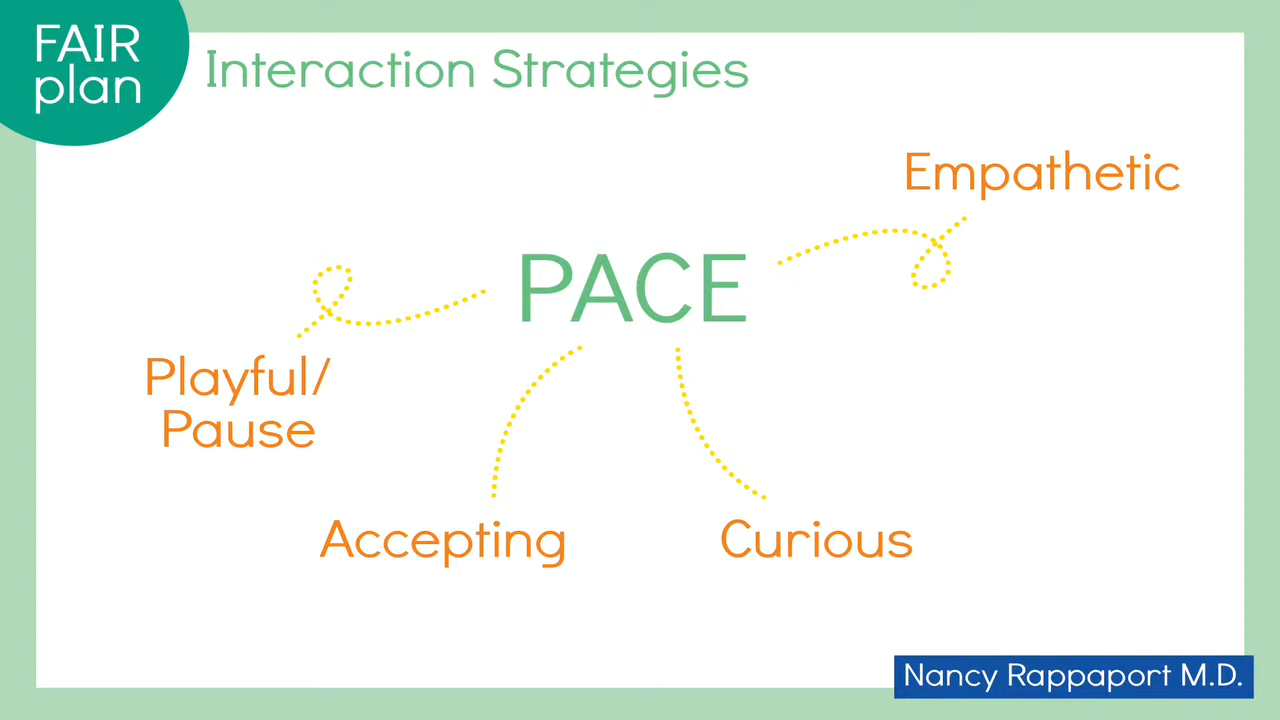 FAIR
plan
Interaction Strategies
Empathetic
PACE
Playful/
Pause
Accepting
Curious
Nancy Rappaport M.D.